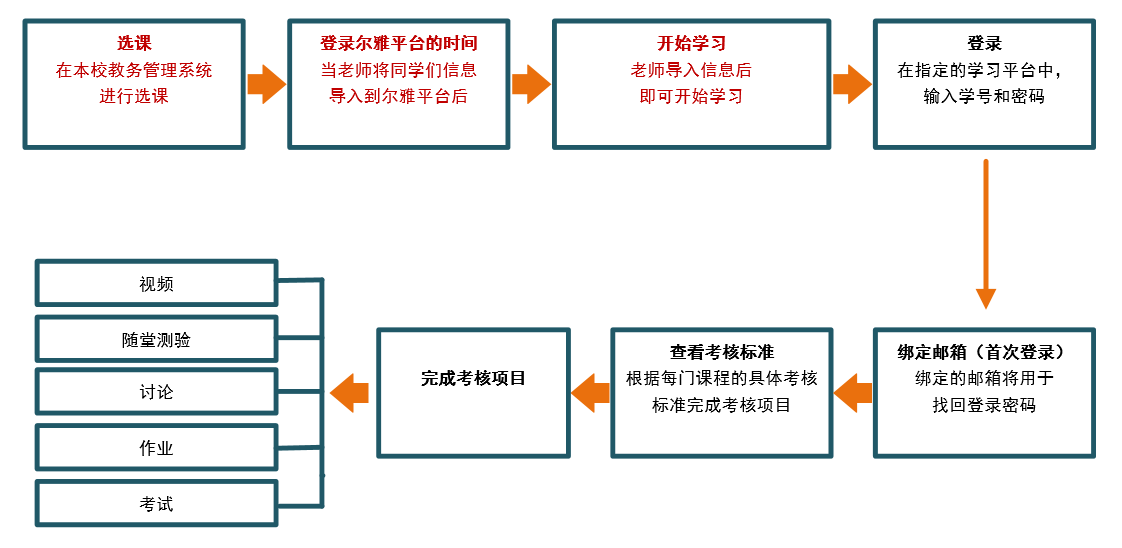 选课
在本校教务管理系统
进行选课
登录尔雅平台的时间
当老师将同学们信息
导入到尔雅平台后
开始学习
老师导入信息后
即可开始学习
登录
在指定的学习平台中，
输入学号和密码
绑定邮箱（首次登录）
绑定的邮箱将用于
找回登录密码
查看考核标准
根据每门课程的具体考核
标准完成考核项目
完成考核项目
视频
随堂测验
讨论
作业
考试